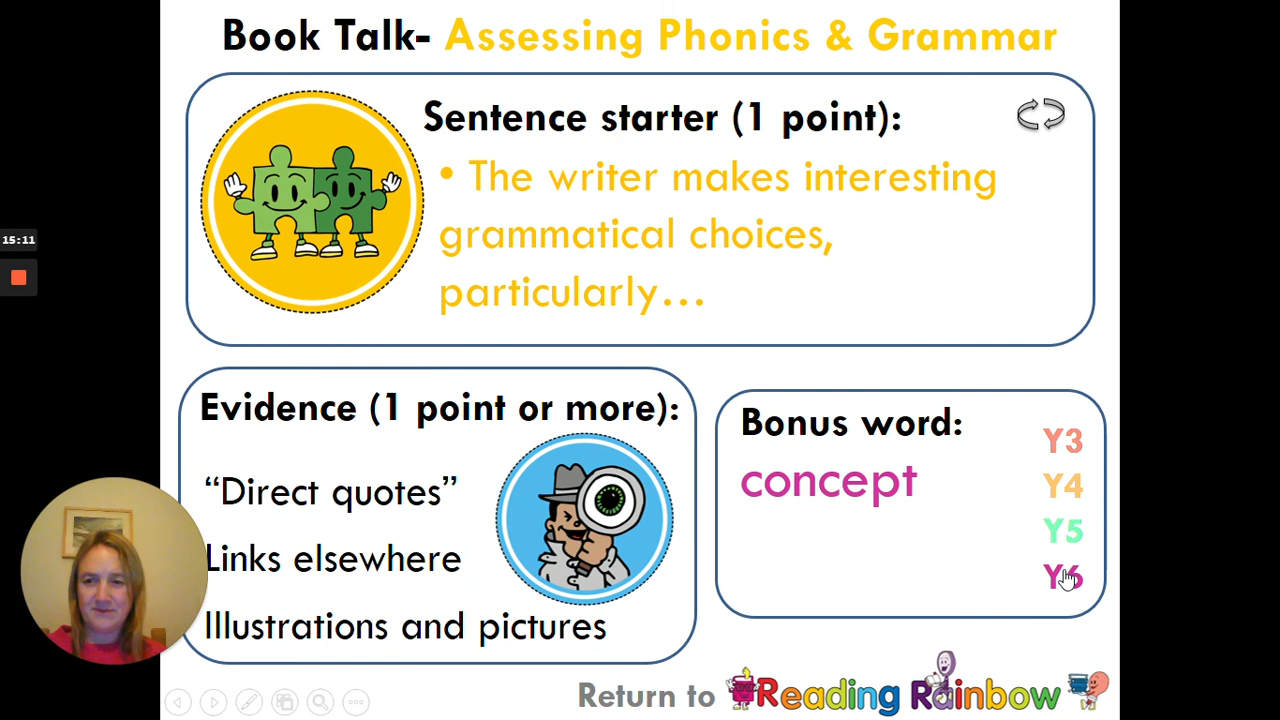 Book Talk- Assessing Phonics & Grammar
Sentence starter (1 point):
• The writer makes interesting
grammatical choices,
particularly…
15:11
Evidence (1 point or more):
“Direct quotes”
Links elsewhere
Illustrations and pictures
Bonus word:
concept
Y3
Y4
Y5
Y6
Return to Reading Rainbow